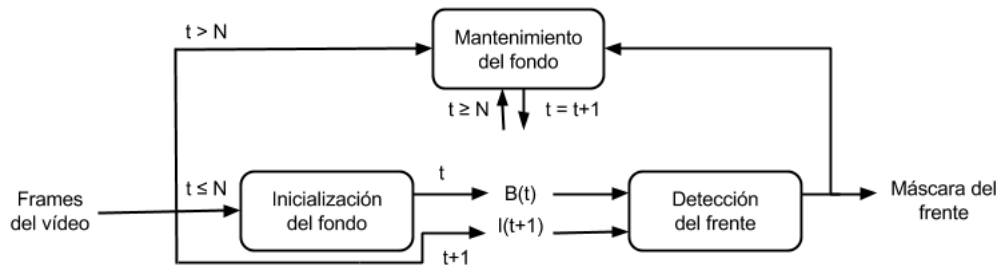 t > N
Mantenimiento
del fondo
t ≥ N
t = t+1
Frames
del vídeo
t ≤ N
Inicialización
del fondo
t
t+1
B(t)
I(t+1)
Detección
del frente
Máscara del
frente